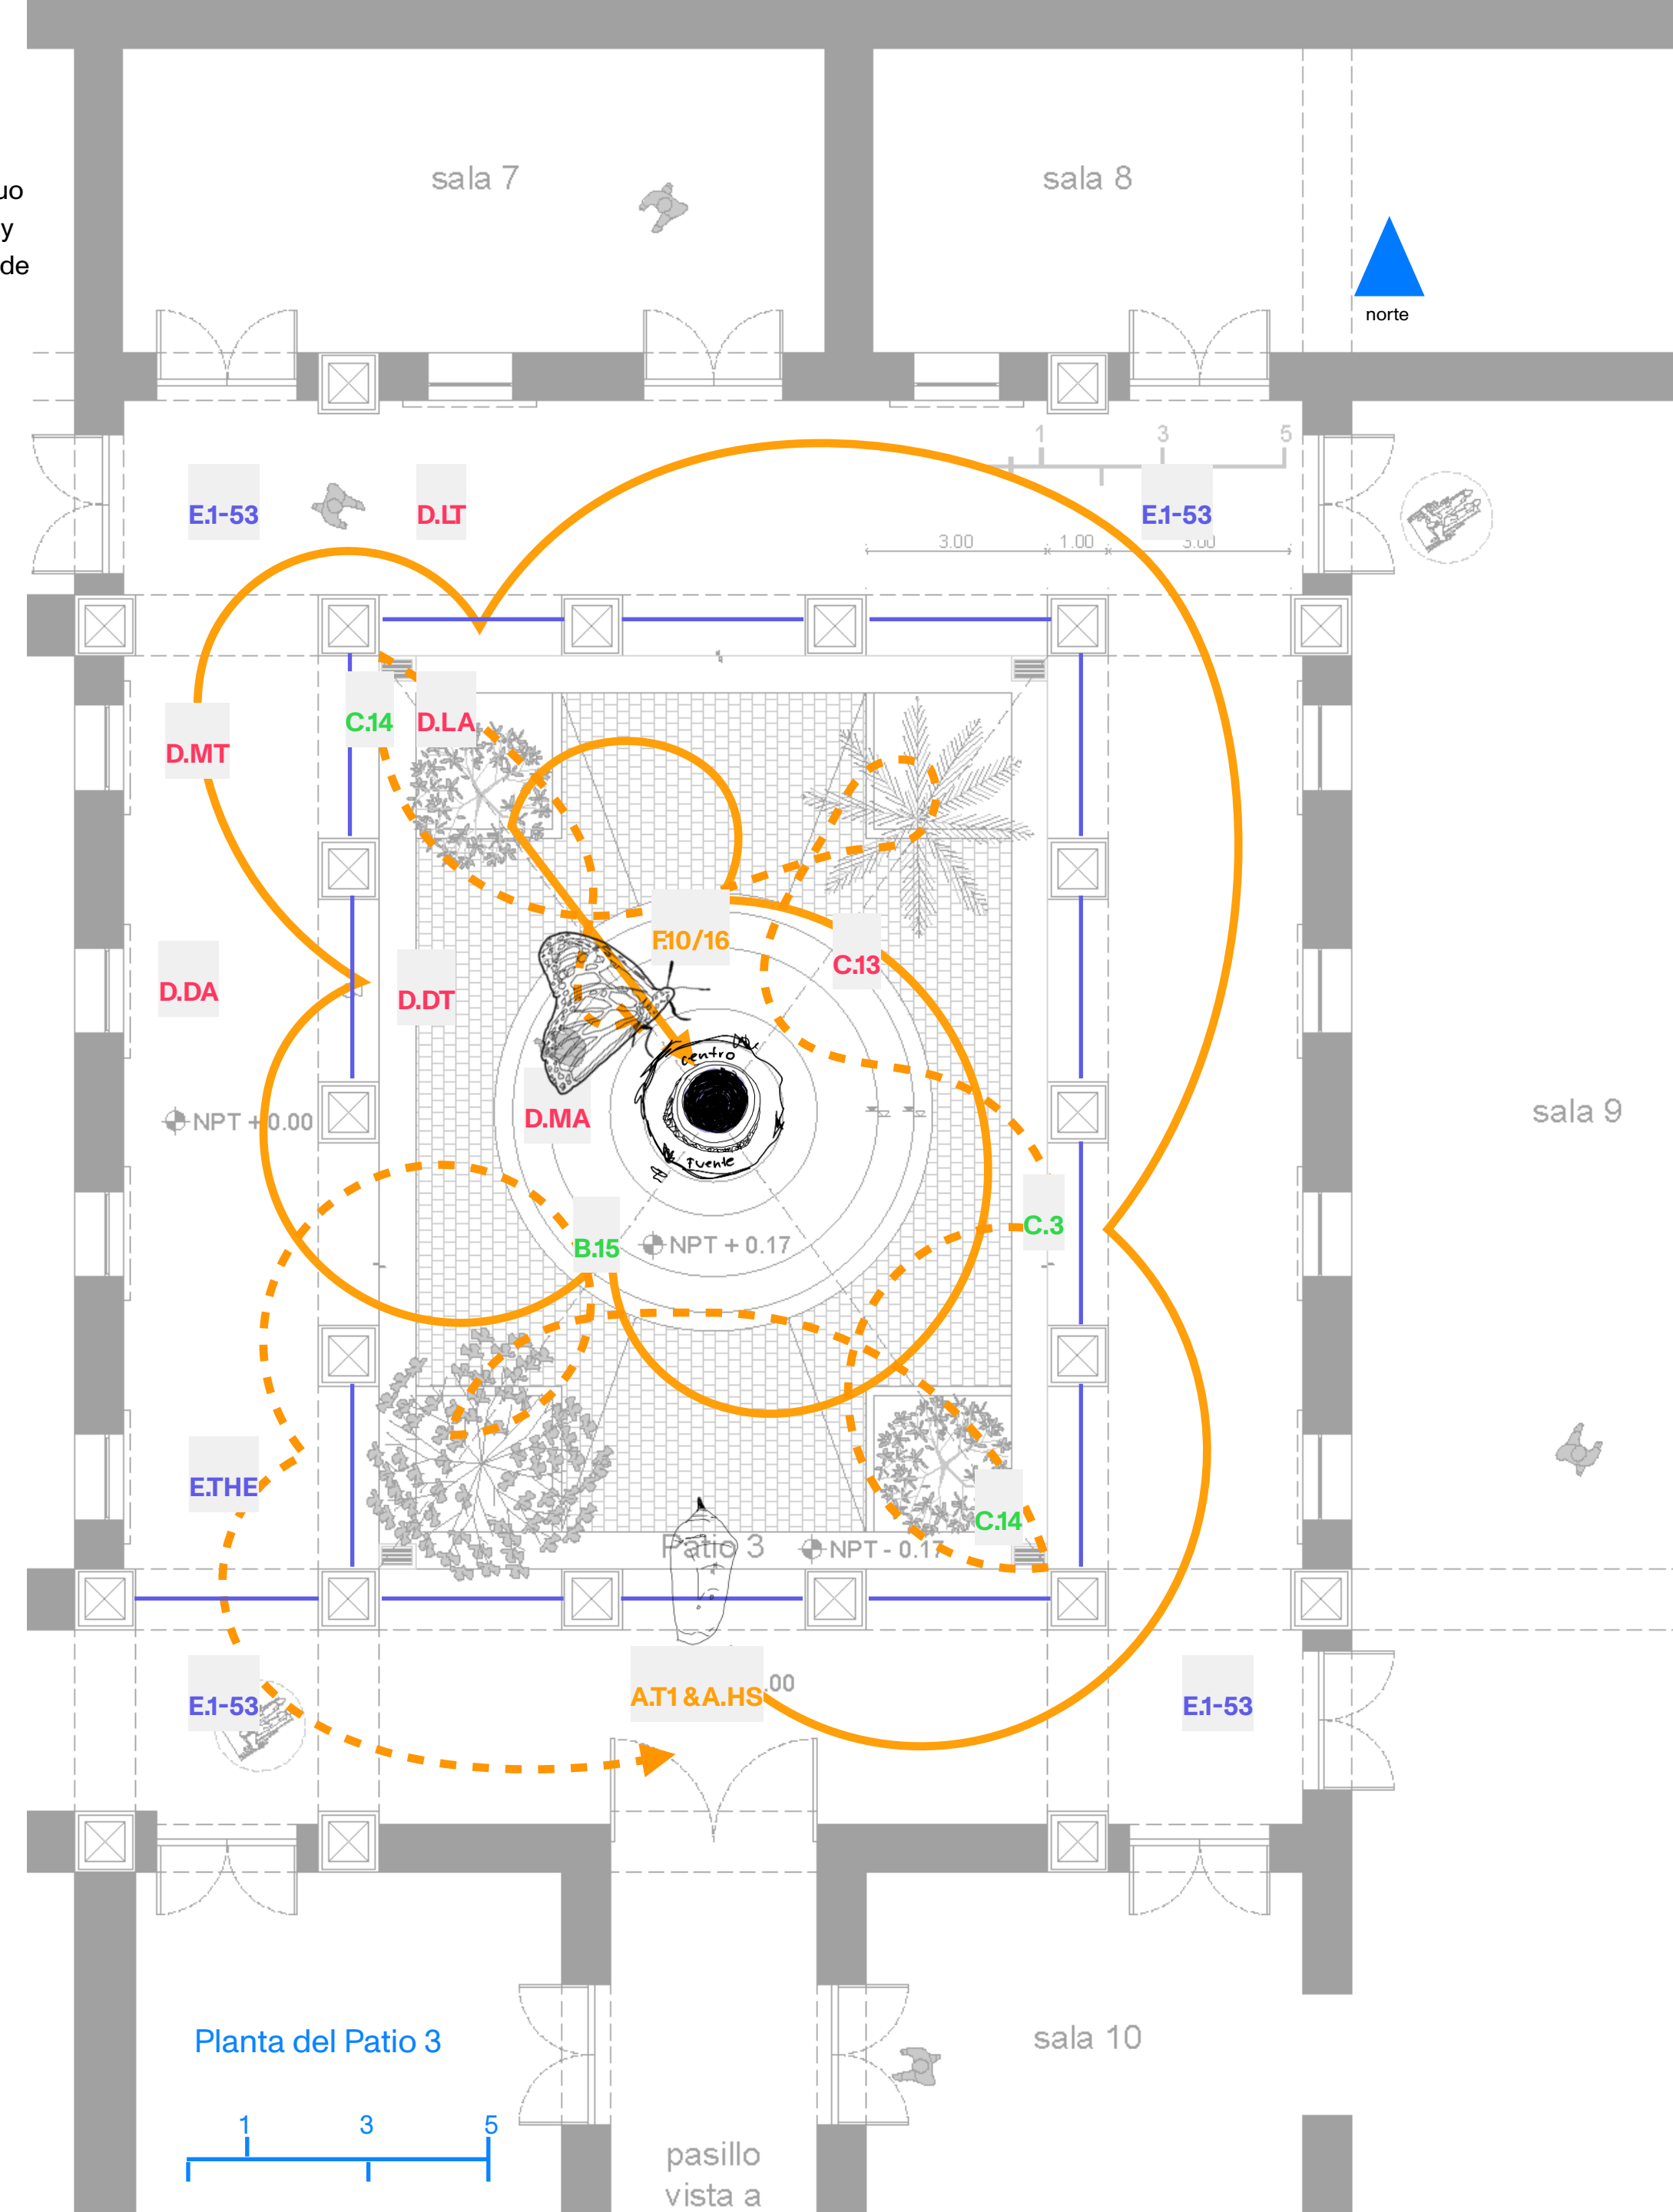 sala 7
sala 8
uo
y
de
norte
1 3 5
E.1-53
D.LT
E.1-53
3.00 1.00 3.00
C.14
D.LA
D.MT
F.10/16
C.13
D.DA
D.DT
centro
fuente
D.MA
NPT +0.00
sala 9
C.3
B.15
NPT + 0.17
E.THE
C.14
Patio 3
NPT - 0.17
E.1-53
A.T1 & A.HS
.00
E.1-53
Planta del Patio 3
sala 10
1 3 5
pasillo
vista a